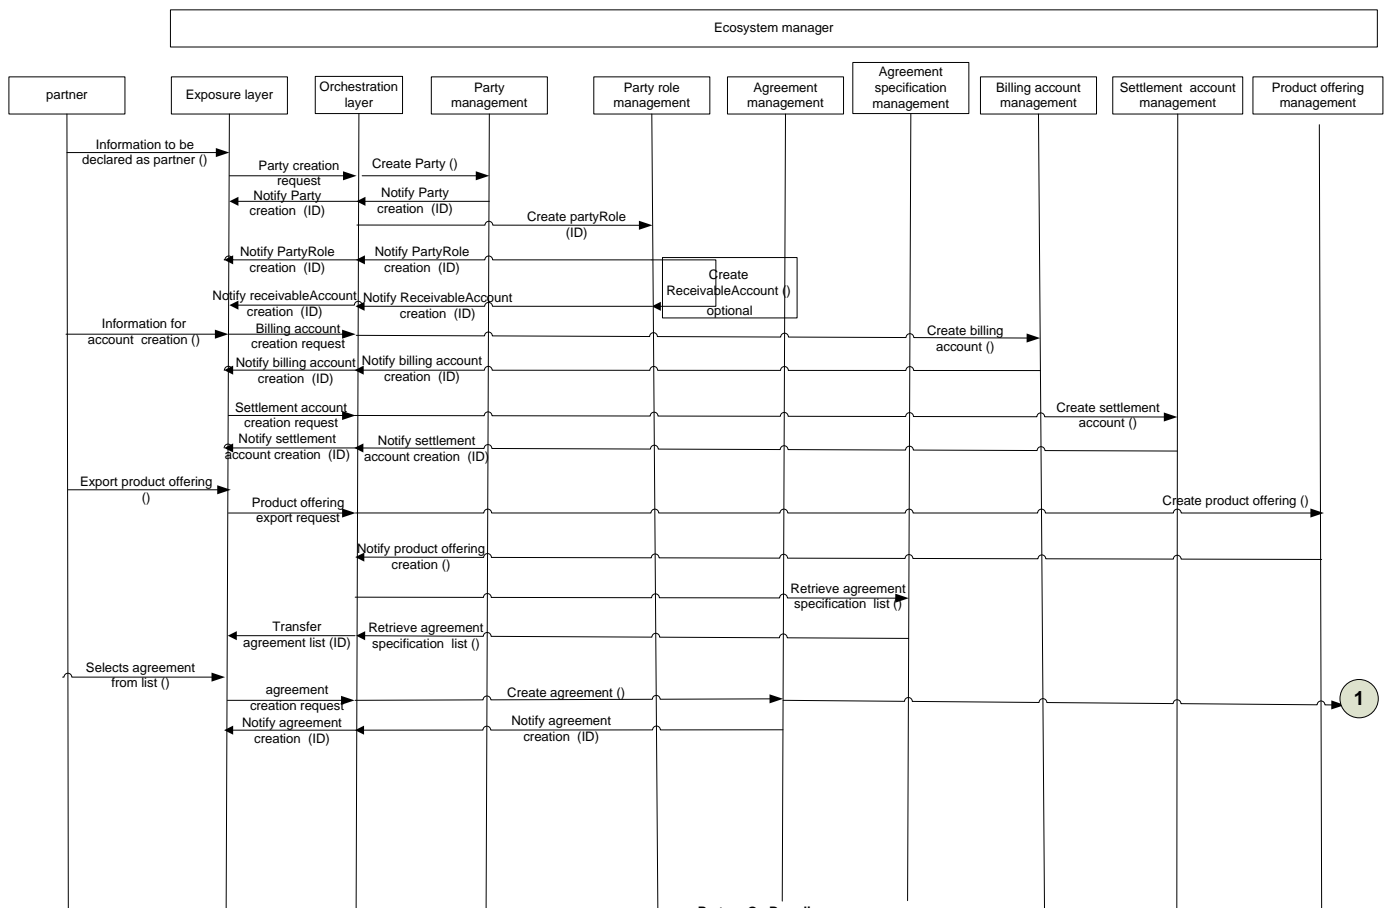 Ecosystem manager
partner
Exposure layer
Orchestration
layer
Party
management
Party role
management
Agreement
management
Agreement
specification
management
Billing account
management
Settlement account
management
Product offering
management
Information to be
declared as partner ()
Party creation
request
Create Party ()
Notify Party
creation (ID)
Notify Party
creation (ID)
Create partyRole
(ID)
Notify PartyRole
creation (ID)
Notify PartyRole
creation (ID)
Create
ReceivableAccount ()
optional
Notify receivableAccount
creation (ID)
Notify ReceivableAccount
creation (ID)
Information for
account creation ()
Billing account
creation request
Create billing
account ()
Notify billing account
creation (ID)
Notify billing account
creation (ID)
Settlement account
creation request
Create settlement
account ()
Notify settlement
account creation (ID)
Notify settlement
account creation (ID)
Export product offering
()
Product offering
export request
Create product offering ()
Notify product offering
creation ()
Retrieve agreement
specification list ()
Transfer
agreement list (ID)
Retrieve agreement
specification list ()
Selects agreement
from list ()
agreement
creation request
Create agreement ()
1
Notify agreement
creation (ID)
Notify agreement
creation (ID)